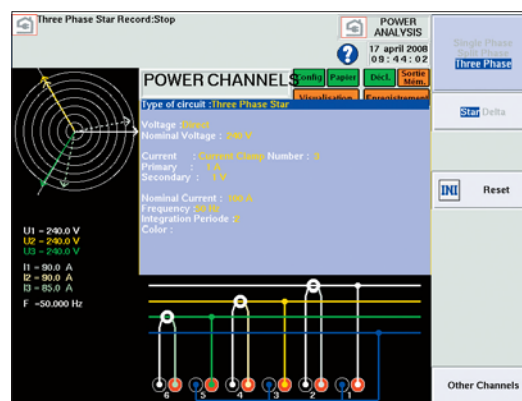 Three Phase Star Record:Stop
POWER
ANALYSIS
17 april 2008
09:44:02
Single Phase
Split Phase
Three Phase
POWER CHANNELS
Config Papier Décl. Sortie
Mém.
Visualisation Enregistrement
Type of circuit :Three Phase Star
Star Delta
Voltage :Direct
Nominal Voltage : 240 V
Current : Current Clamp Number : 3
Primary : 1 A
Secondary : 1 V
INI Reset
Nominal Current : 100 A
Frequency :50 Hz
Integration Periode :2
Color :
U1 = 240.0 V
U2 = 240.0 V
U3 = 240.0 V
I1 = 90.0 A
I2 = 90.0 A
I3 = 85.0 A
F =50.000 Hz
6 5 4 3 2 1
Other Channels